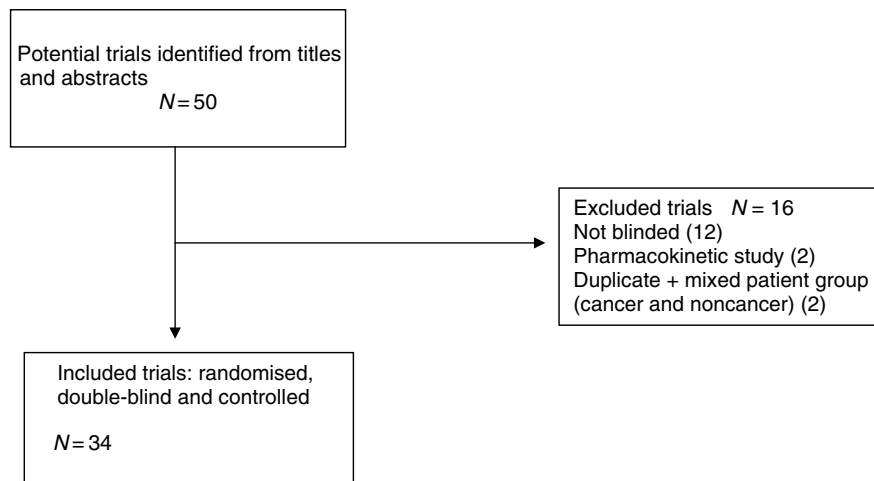 Potential trials identified from titles
and abstracts
N = 50
Excluded trials N = 16
Not blinded (12)
Pharmacokinetic study (2)
Duplicate + mixed patient group
(cancer and noncancer) (2)
Included trials: randomised,
double-blind and controlled
N = 34